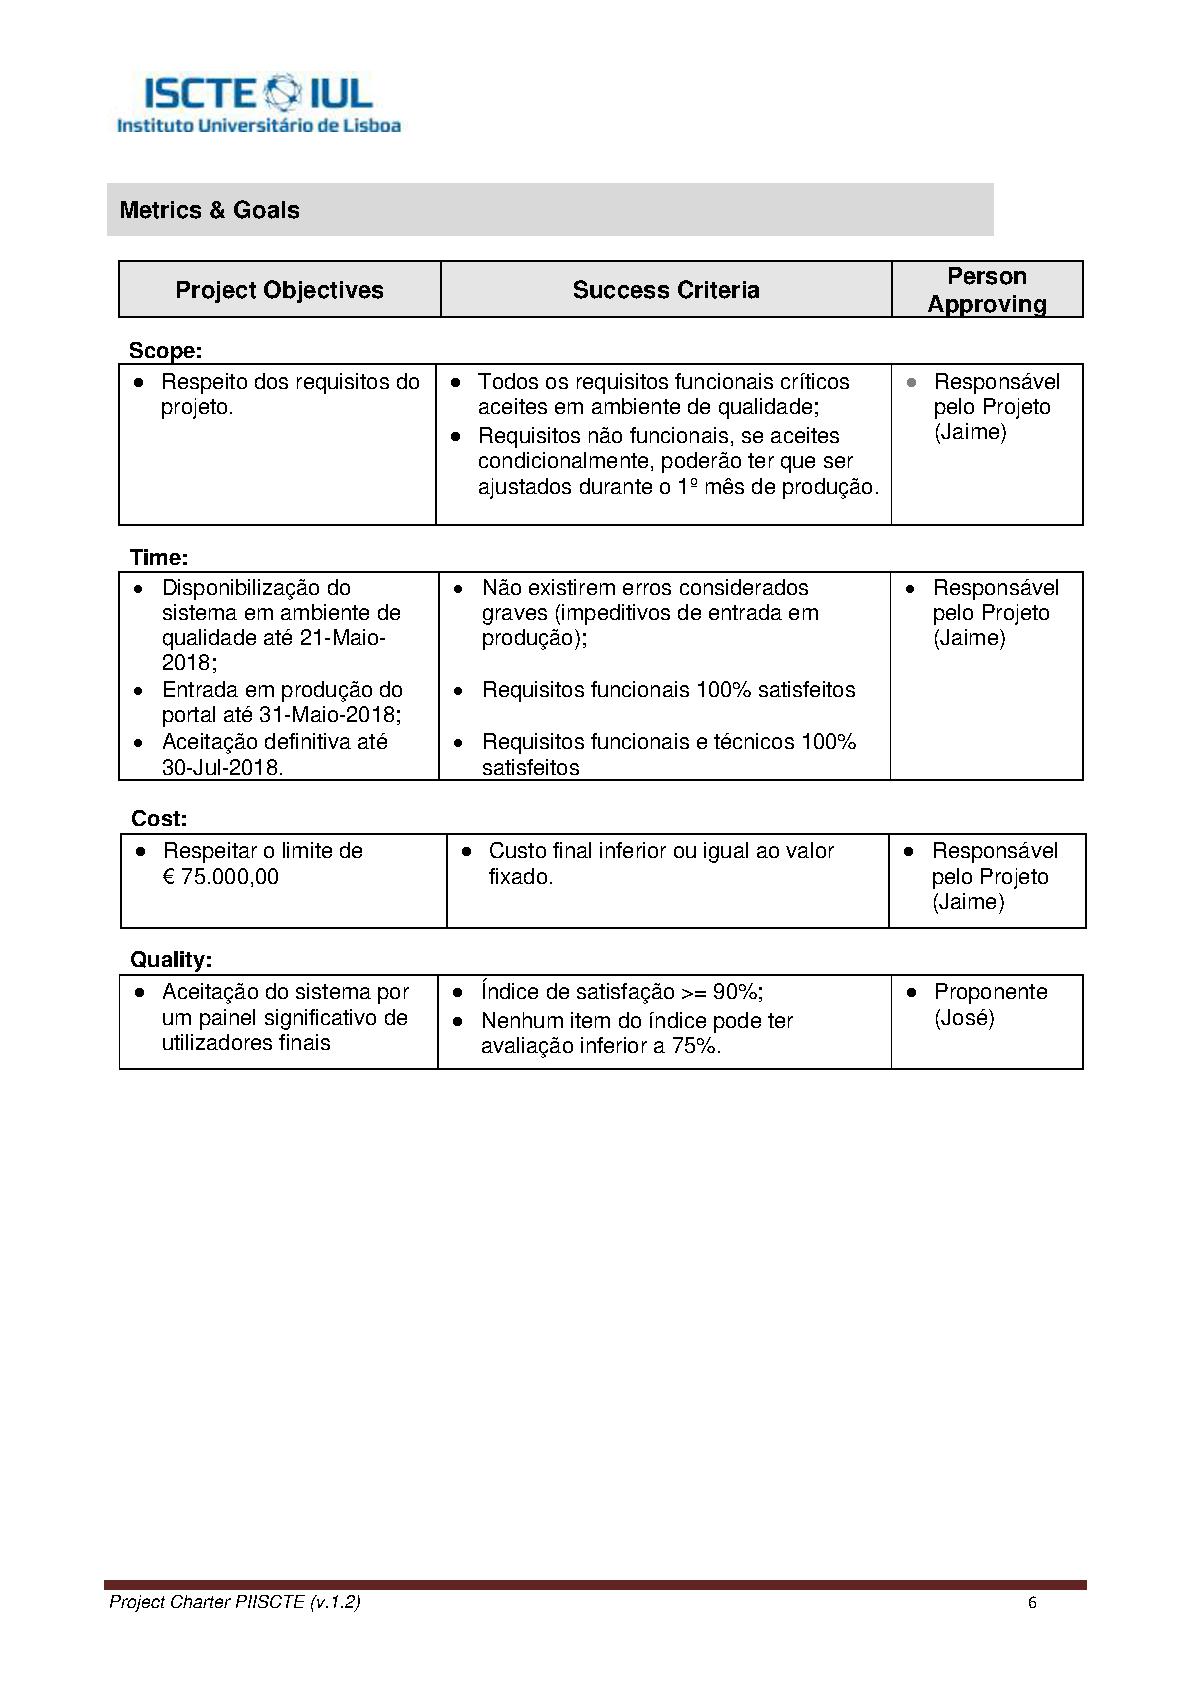 ISCTE IUL
Instituto Universitário de Lisboa
Metrics & Goals
Project Objectives
Success Criteria
Person
Approving
Scope:
● Respeito dos requisitos do
projeto.
● Todos os requisitos funcionais críticos
aceites em ambiente de qualidade;
● Requisitos não funcionais, se aceites
condicionalmente, poderão ter que ser
ajustados durante o 1º mês de produção.
● Responsável
pelo Projeto
(Jaime)
Time:
● Disponibilização do
sistema em ambiente de
qualidade até 21-Maio-
2018;
● Entrada em produção do
portal até 31-Maio-2018;
● Aceitação definitiva até
30-Jul-2018.
● Não existirem erros considerados
graves (impeditivos de entrada em
produção);
● Requisitos funcionais 100% satisfeitos
● Requisitos funcionais e técnicos 100%
satisfeitos
● Responsável
pelo Projeto
(Jaime)
Cost:
● Respeitar o limite de
€ 75.000,00
● Custo final inferior ou igual ao valor
fixado.
● Responsável
pelo Projeto
(Jaime)
Quality:
● Aceitação do sistema por
um painel significativo de
utilizadores finais
● Índice de satisfação >= 90%;
● Nenhum item do índice pode ter
avaliação inferior a 75%.
● Proponente
(José)
Project Charter PIISCTE (v.1.2)
6